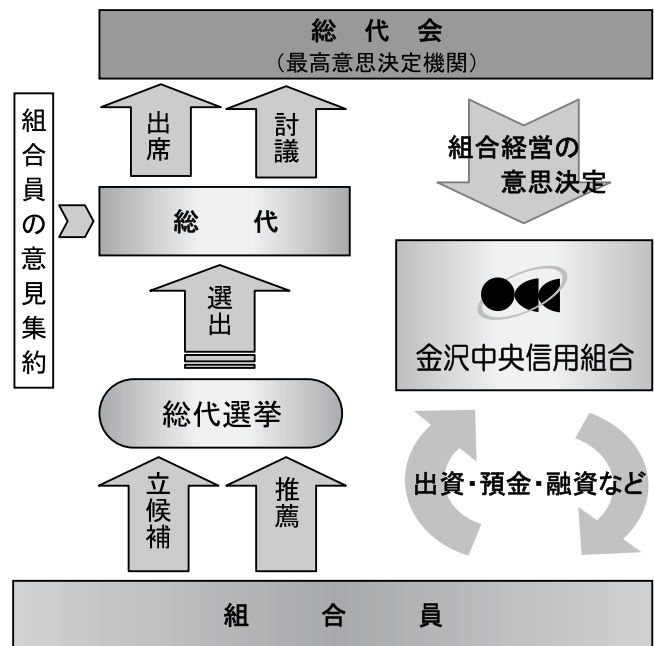 総代会
(最高意思決定機関)
出席
討議
組合経営の
意思決定
組合員の意見集約
総代
選出
金沢中央信用組合
総代選挙
出資・預金・融資など
立候補
推薦
組合員